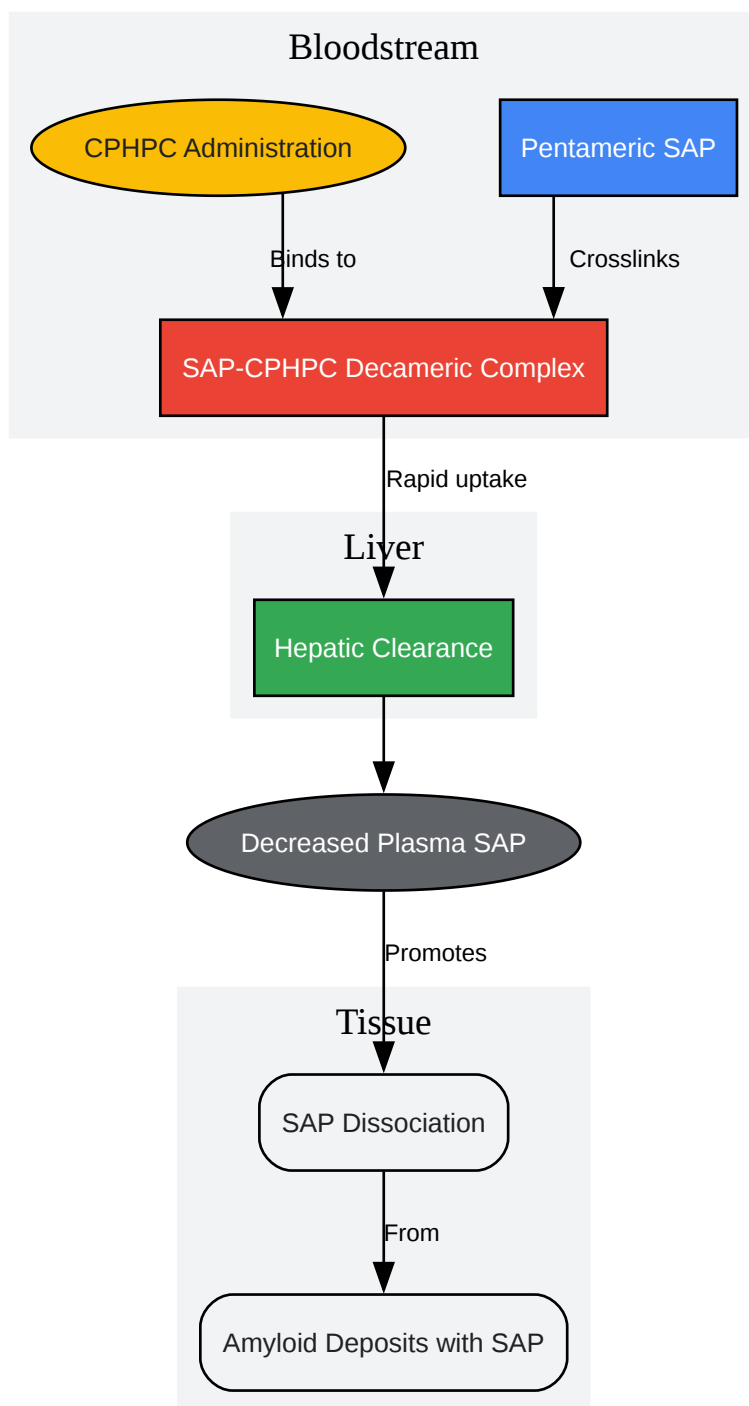 Bloodstream
CPHPC Administration
Pentameric SAP
Binds to
Crosslinks
SAP-CPHPC Decameric Complex
Rapid uptake
Liver
Hepatic Clearance
Decreased Plasma SAP
Promotes
Tissue
SAP Dissociation
From
Amyloid Deposits with SAP